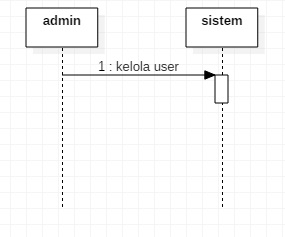 admin
sistem
1 : kelola user